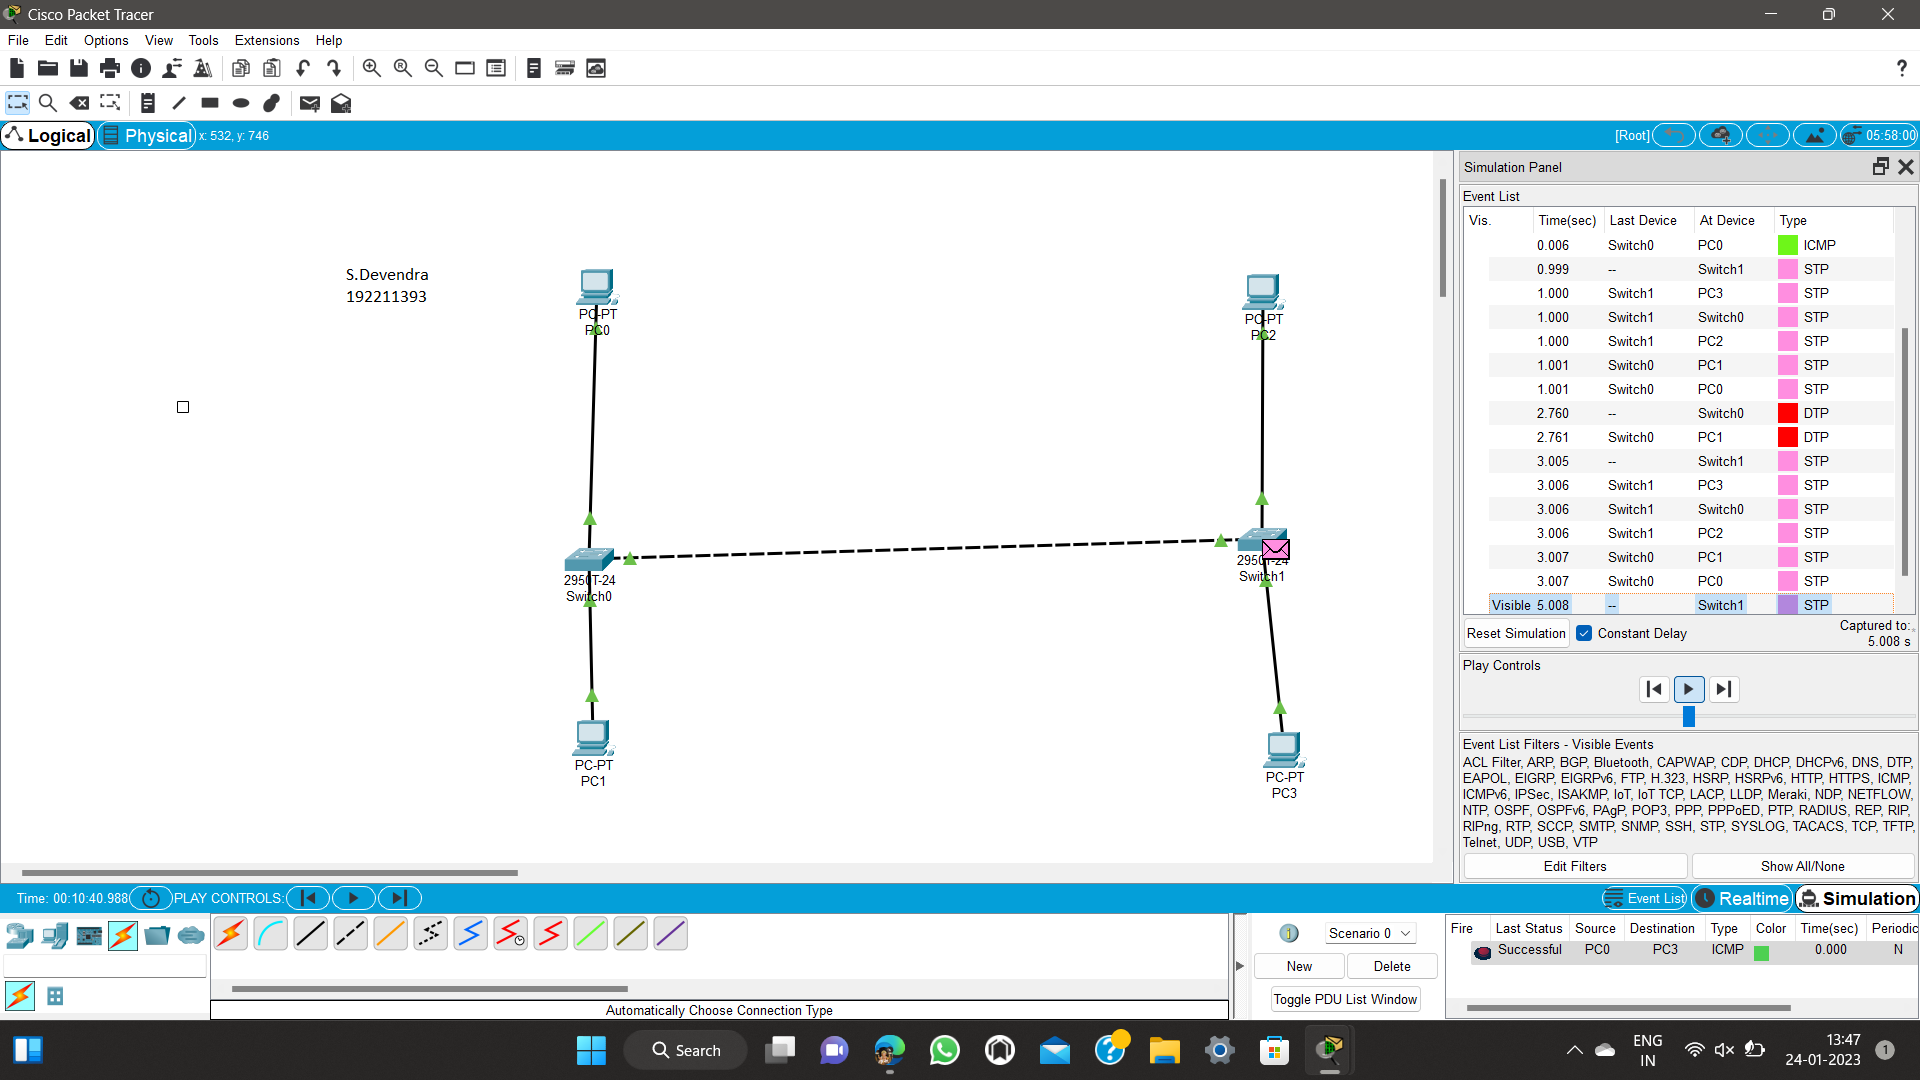 Cisco Packet Tracer
File Edit Options View Tools Extensions Help
?
Logical Physical x: 532, y: 746 [Root] 05:58:00
S.Devendra
192211393
PC-PT
PC0
PC-PT
PC2
2950T-24
Switch0
2950T-24
Switch1
PC-PT
PC1
PC-PT
PC3
Simulation Panel
Event List
Vis. Time(sec) Last Device At Device Type
0.006 Switch0 PC0 ICMP
0.999 -- Switch1 STP
1.000 Switch1 PC3 STP
1.000 Switch1 Switch0 STP
1.000 Switch1 PC2 STP
1.001 Switch0 PC1 STP
1.001 Switch0 PC0 STP
2.760 -- Switch0 DTP
2.761 Switch0 PC1 DTP
3.005 -- Switch1 STP
3.006 Switch1 PC3 STP
3.006 Switch1 Switch0 STP
3.006 Switch1 PC2 STP
3.007 Switch0 PC1 STP
3.007 Switch0 PC0 STP
Visible 5.008 -- Switch1 STP
Reset Simulation Constant Delay Captured to:
5.008 s
Play Controls
Event List Filters - Visible Events
ACL Filter, ARP, BGP, Bluetooth, CAPWAP, CDP, DHCP, DHCPv6, DNS, DTP,
EAPOL, EIGRP, EIGRPv6, FTP, H.323, HSRP, HSRPv6, HTTP, HTTPS, ICMP,
ICMPv6, IPSec, ISAKMP, IoT, IoT TCP, LACP, LLDP, Meraki, NDP, NETFLOW,
NTP, OSPF, OSPFv6, PAgP, POP3, PPP, PPPoED, PTP, RADIUS, REP, RIP,
RIPng, RTP, SCCP, SMTP, SNMP, SSH, STP, SYSLOG, TACACS, TCP, TFTP,
Telnet, UDP, USB, VTP
Edit Filters Show All/None
Time: 00:10:40.988 PLAY CONTROLS: Event List Realtime Simulation
Scenario 0
New Delete
Toggle PDU List Window
Fire Last Status Source Destination Type Color Time(sec) Periodic
Successful PC0 PC3 ICMP 0.000 N
Automatically Choose Connection Type
Search
ENG
IN
13:47
24-01-2023
1